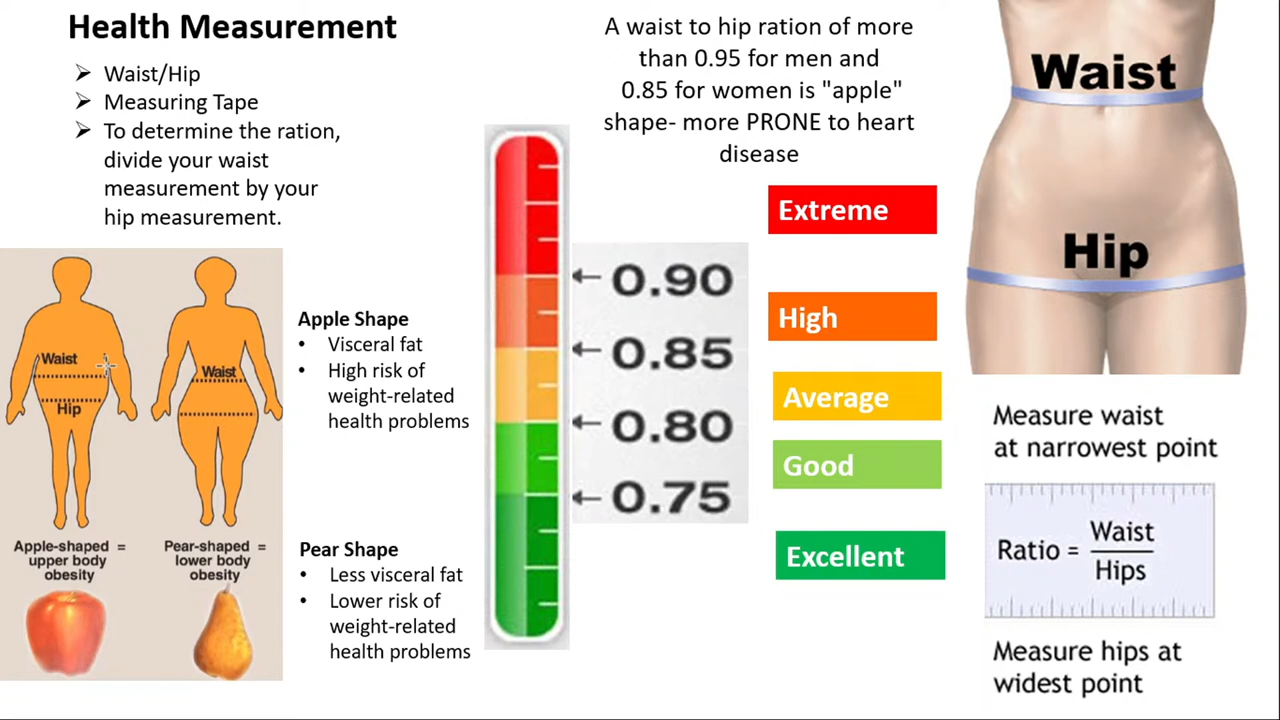 Health Measurement
➢ Waist/Hip
➢ Measuring Tape
➢ To determine the ration,
divide your waist
measurement by your
hip measurement.
A waist to hip ration of more
than 0.95 for men and
0.85 for women is "apple"
shape- more PRONE to heart
disease
Waist
Hip
Waist
Hip
Waist
Apple-shaped =
upper body
obesity
Pear-shaped =
lower body
obesity
Apple Shape
• Visceral fat
• High risk of
weight-related
health problems
Pear Shape
• Less visceral fat
• Lower risk of
weight-related
health problems
0.90
0.85
0.80
0.75
Extreme
High
Average
Good
Excellent
Measure waist
at narrowest point
Ratio = Waist
Hips
Measure hips at
widest point